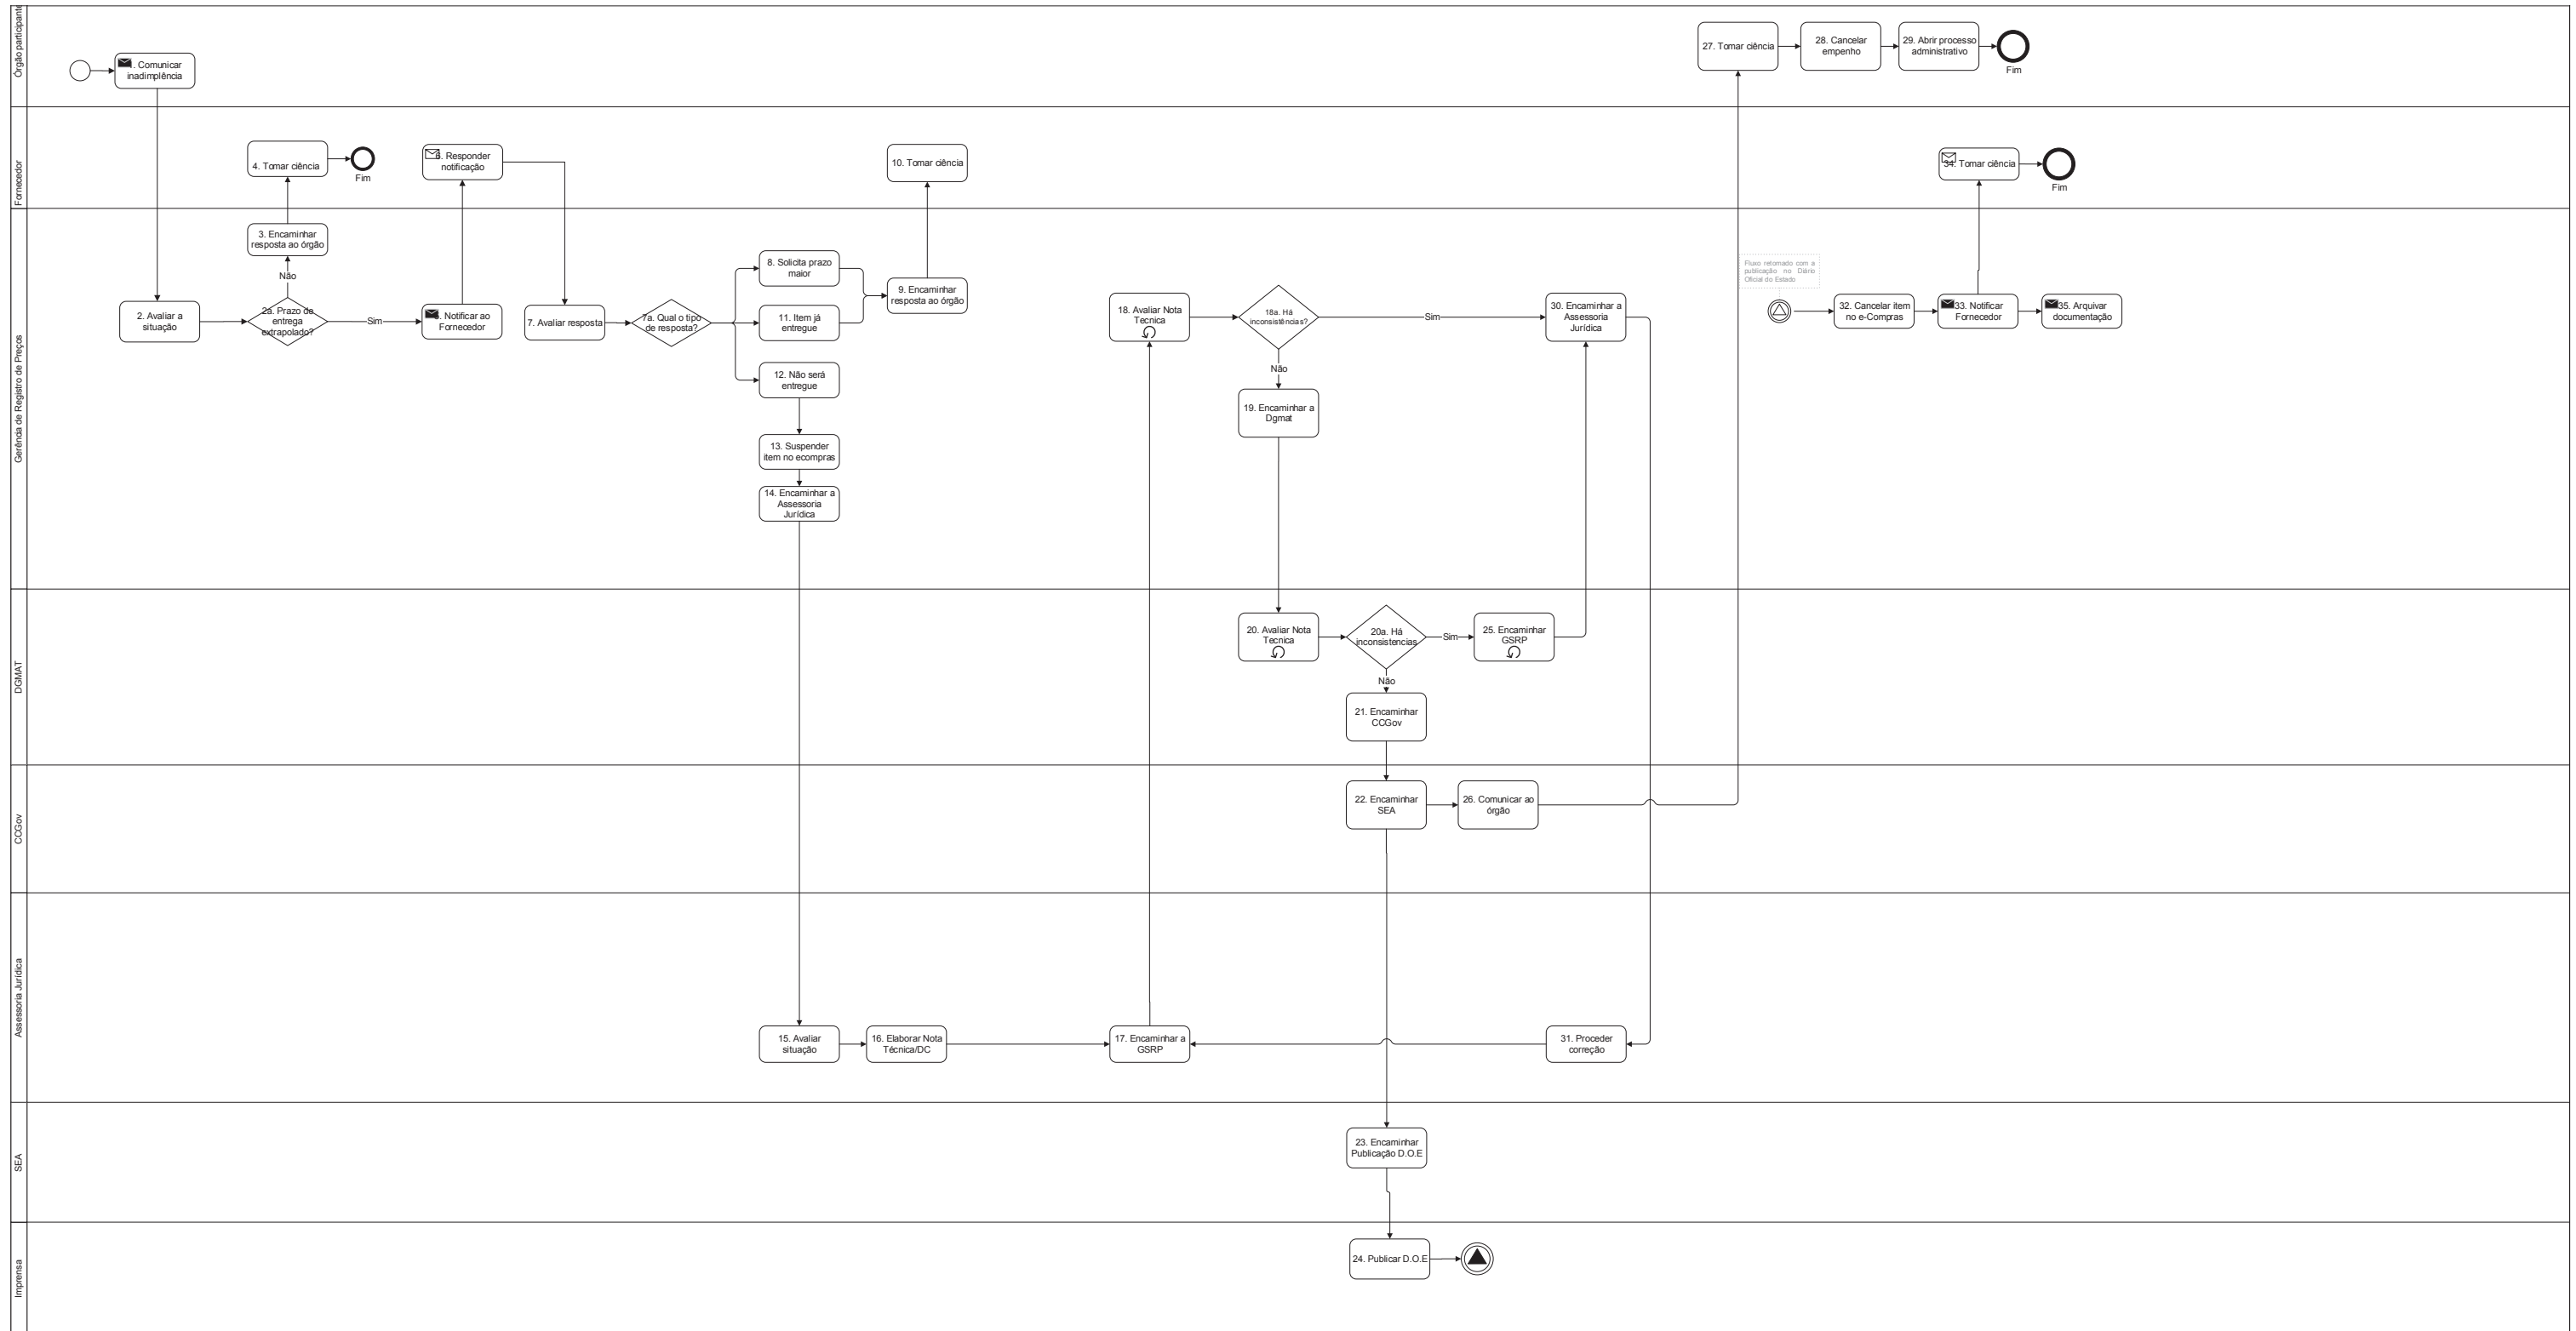 Órgão participante
. Comunicar
inadimplência
27. Tomar ciência
28. Cancelar
empenho
29. Abrir processo
administrativo
Fim
Fornecedor
4. Tomar ciência
Fim
6. Responder
notificação
10. Tomar ciência
34. Tomar ciência
Fim
Gerência de Registro de Preços
3. Encaminhar
resposta ao órgão
Não
2. Avaliar a
situação
2a. Prazo de
entrega
extrapolado?
Sim
. Notificar ao
Fornecedor
7. Avaliar resposta
7a. Qual o tipo
de resposta?
8. Solicita prazo
maior
11. Item já
entregue
9. Encaminhar
resposta ao órgão
12. Não será
entregue
13. Suspender
item no ecompras
14. Encaminhar a
Assessoria
Jurídica
18. Avaliar Nota
Tecnica
18a. Há
inconsistências?
Sim
Não
19. Encaminhar a
Dgmat
30. Encaminhar a
Assessoria
Jurídica
Fluxo retomado com a
publicação no Diário
Oficial do Estado
32. Cancelar item
no e-Compras
33. Notificar
Fornecedor
35. Arquivar
documentação
DGMAT
20. Avaliar Nota
Tecnica
20a. Há
inconsistencias
Sim
25. Encaminhar
GSRP
Não
21. Encaminhar
CCGov
CCGov
22. Encaminhar
SEA
26. Comunicar ao
órgão
Assessoria Jurídica
15. Avaliar
situação
16. Elaborar Nota
Técnica/DC
17. Encaminhar a
GSRP
31. Proceder
correção
SEA
23. Encaminhar
Publicação D.O.E
Imprensa
24. Publicar D.O.E